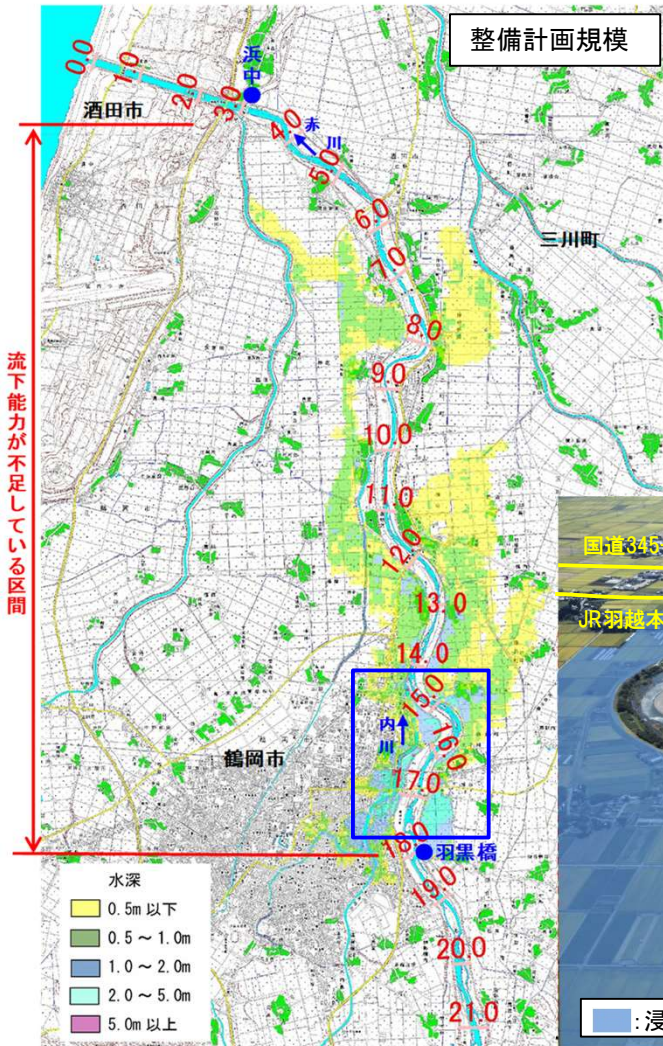 整備計画規模
0.0
1.0
2.0
3.0
浜中
酒田市
4.0
赤川
5.0
6.0
三川町
7.0
8.0
9.0
10.0
11.0
12.0
13.0
14.0
15.0
内川
16.0
17.0
鶴岡市
18.0
羽黒橋
19.0
20.0
21.0
流下能力が不足している区間
国道345
JR羽越本
水深
0.5m 以下
0.5 ～ 1.0m
1.0 ～ 2.0m
2.0 ～ 5.0m
5.0m 以上
：浸